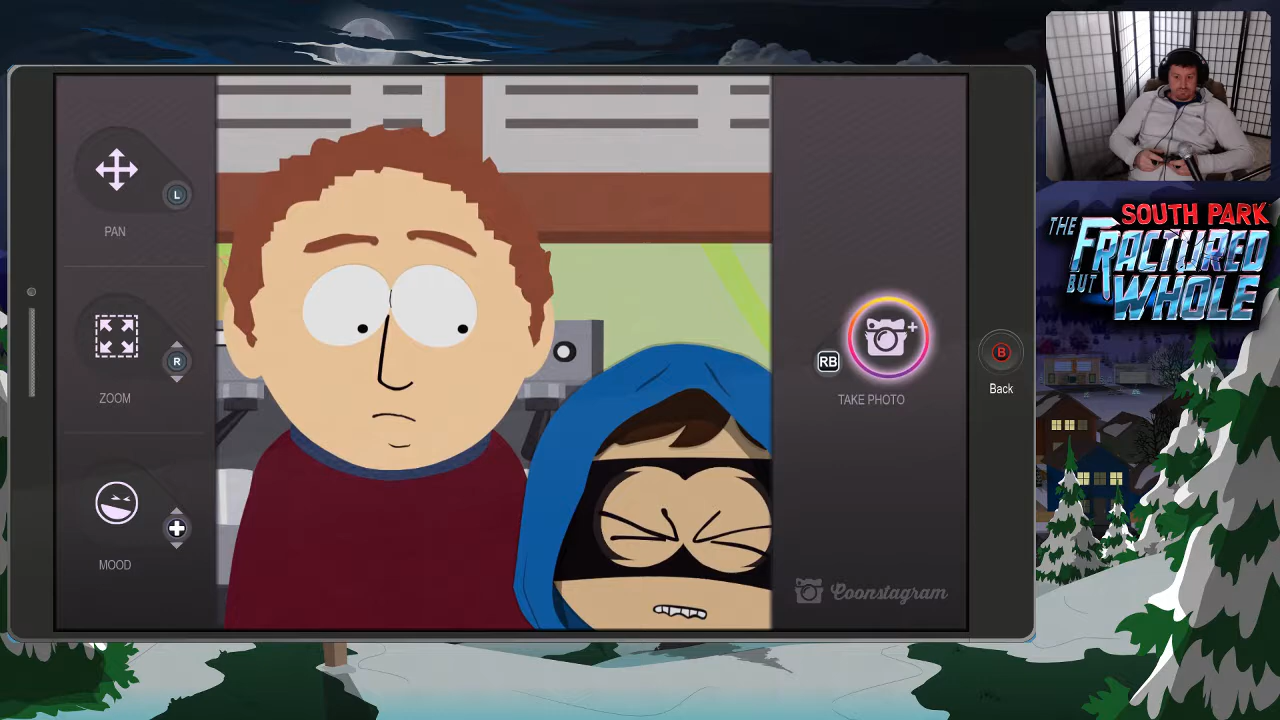 PAN
L
ZOOM
R
MOOD
RB
TAKE PHOTO
Coonstagram
B
Back
SOUTH PARK
THE
FRACTURED
BUT
WHOLE